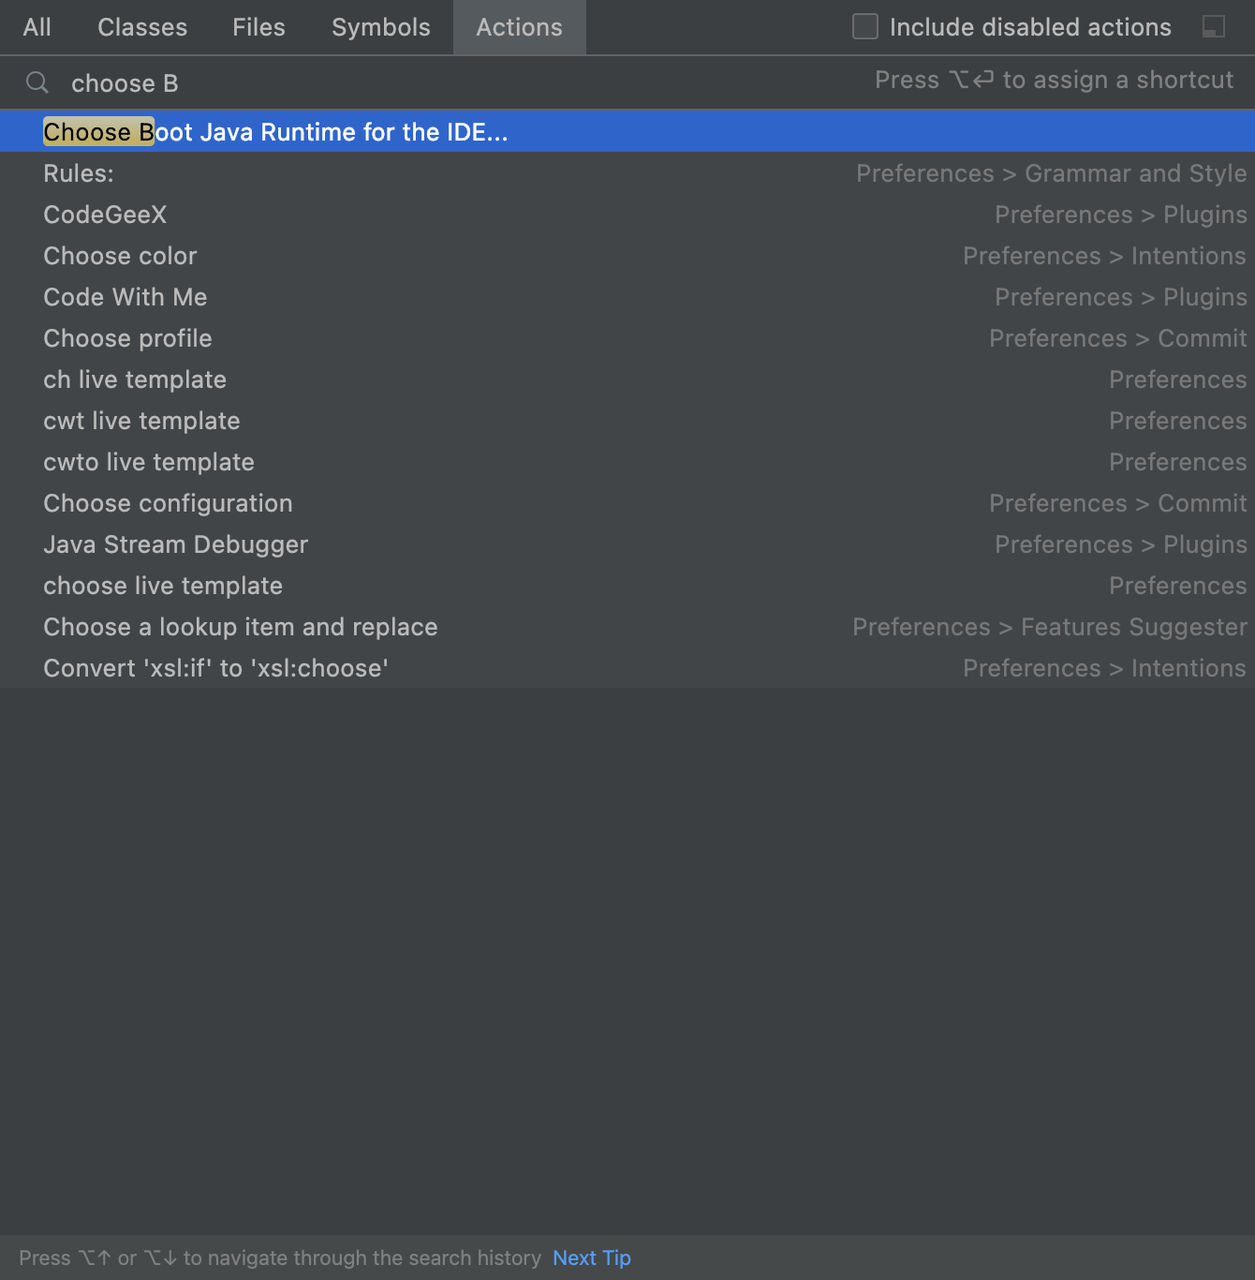 All Classes Files Symbols Actions Include disabled actions
choose B Press ⌥⏎ to assign a shortcut
Choose Boot Java Runtime for the IDE...
Rules: Preferences > Grammar and Style
CodeGeeX Preferences > Plugins
Choose color Preferences > Intentions
Code With Me Preferences > Plugins
Choose profile Preferences > Commit
ch live template Preferences
cwt live template Preferences
cwto live template Preferences
Choose configuration Preferences > Commit
Java Stream Debugger Preferences > Plugins
choose live template Preferences
Choose a lookup item and replace Preferences > Features Suggester
Convert 'xsl:if' to 'xsl:choose' Preferences > Intentions
Press ⌥↑ or ⌥↓ to navigate through the search history Next Tip